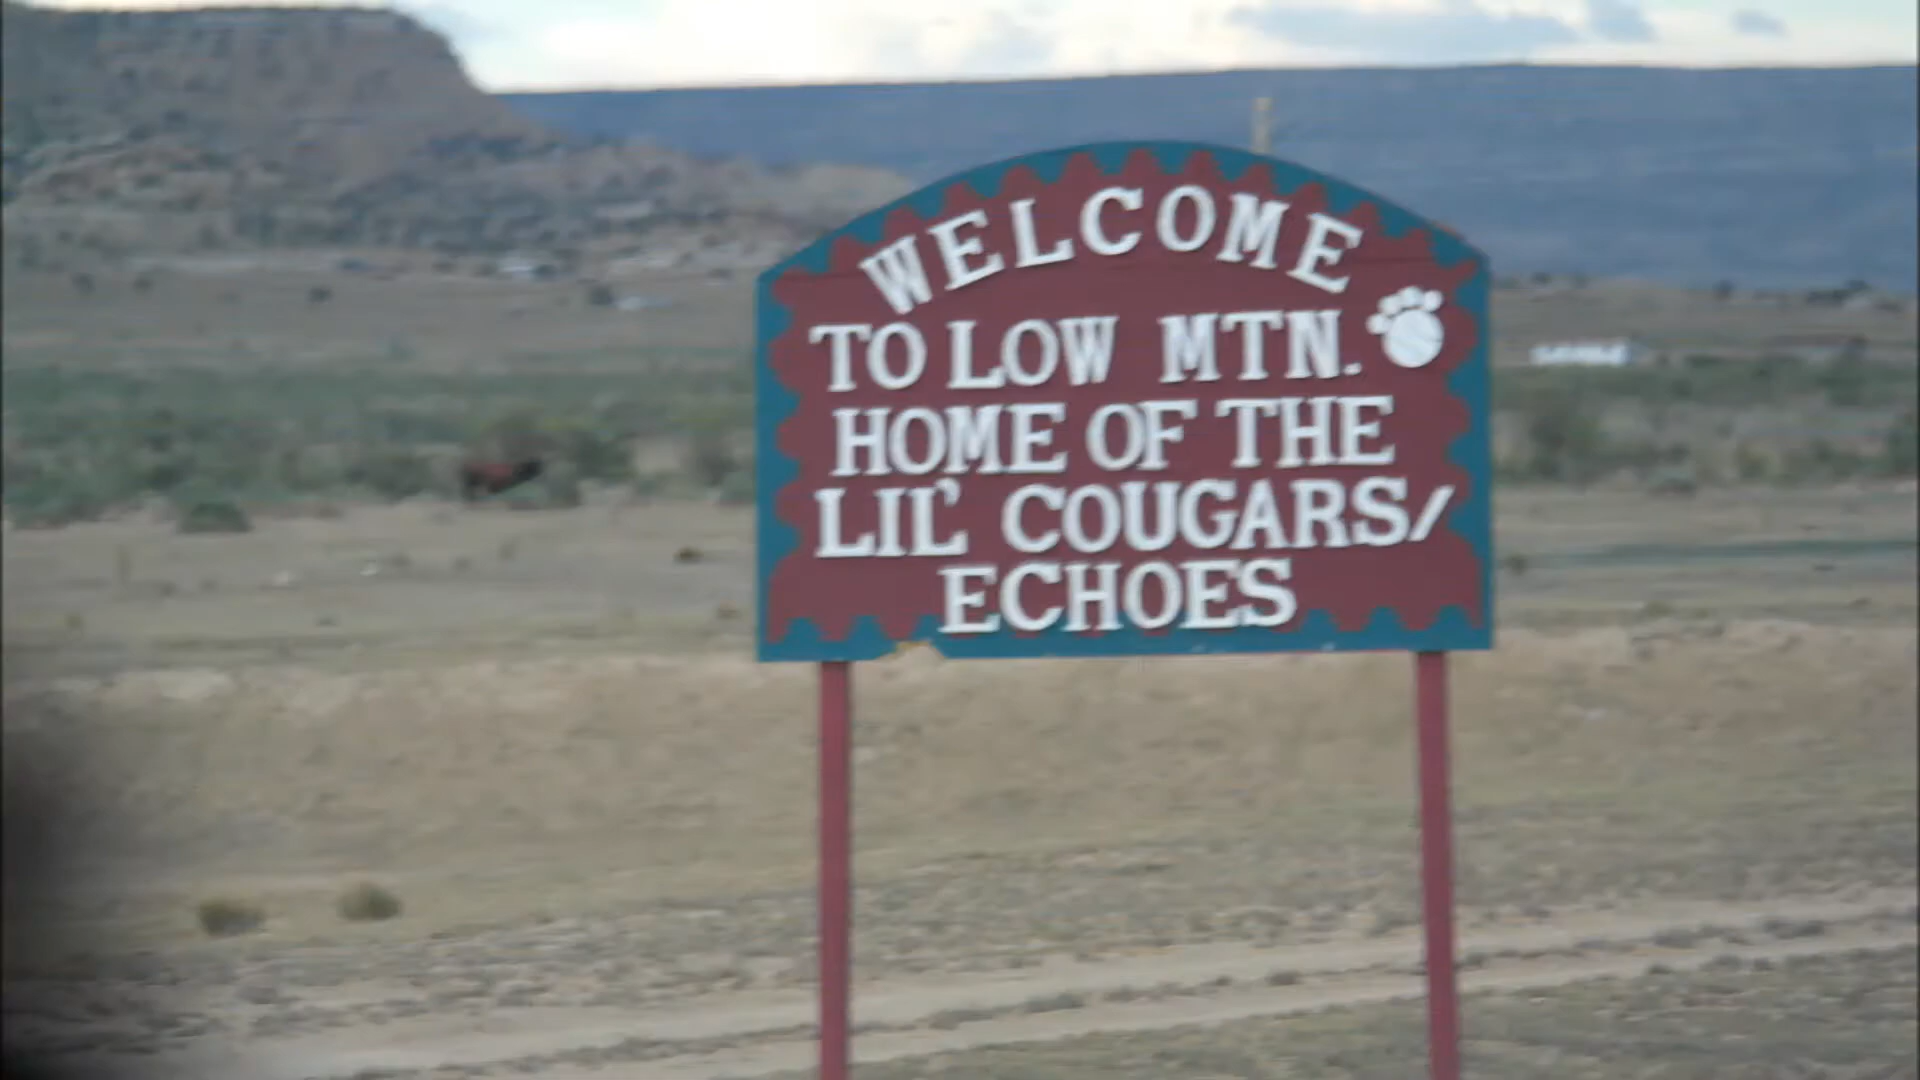 WELCOME
TO LOW MTN.
HOME OF THE
LIL' COUGARS/
ECHOES